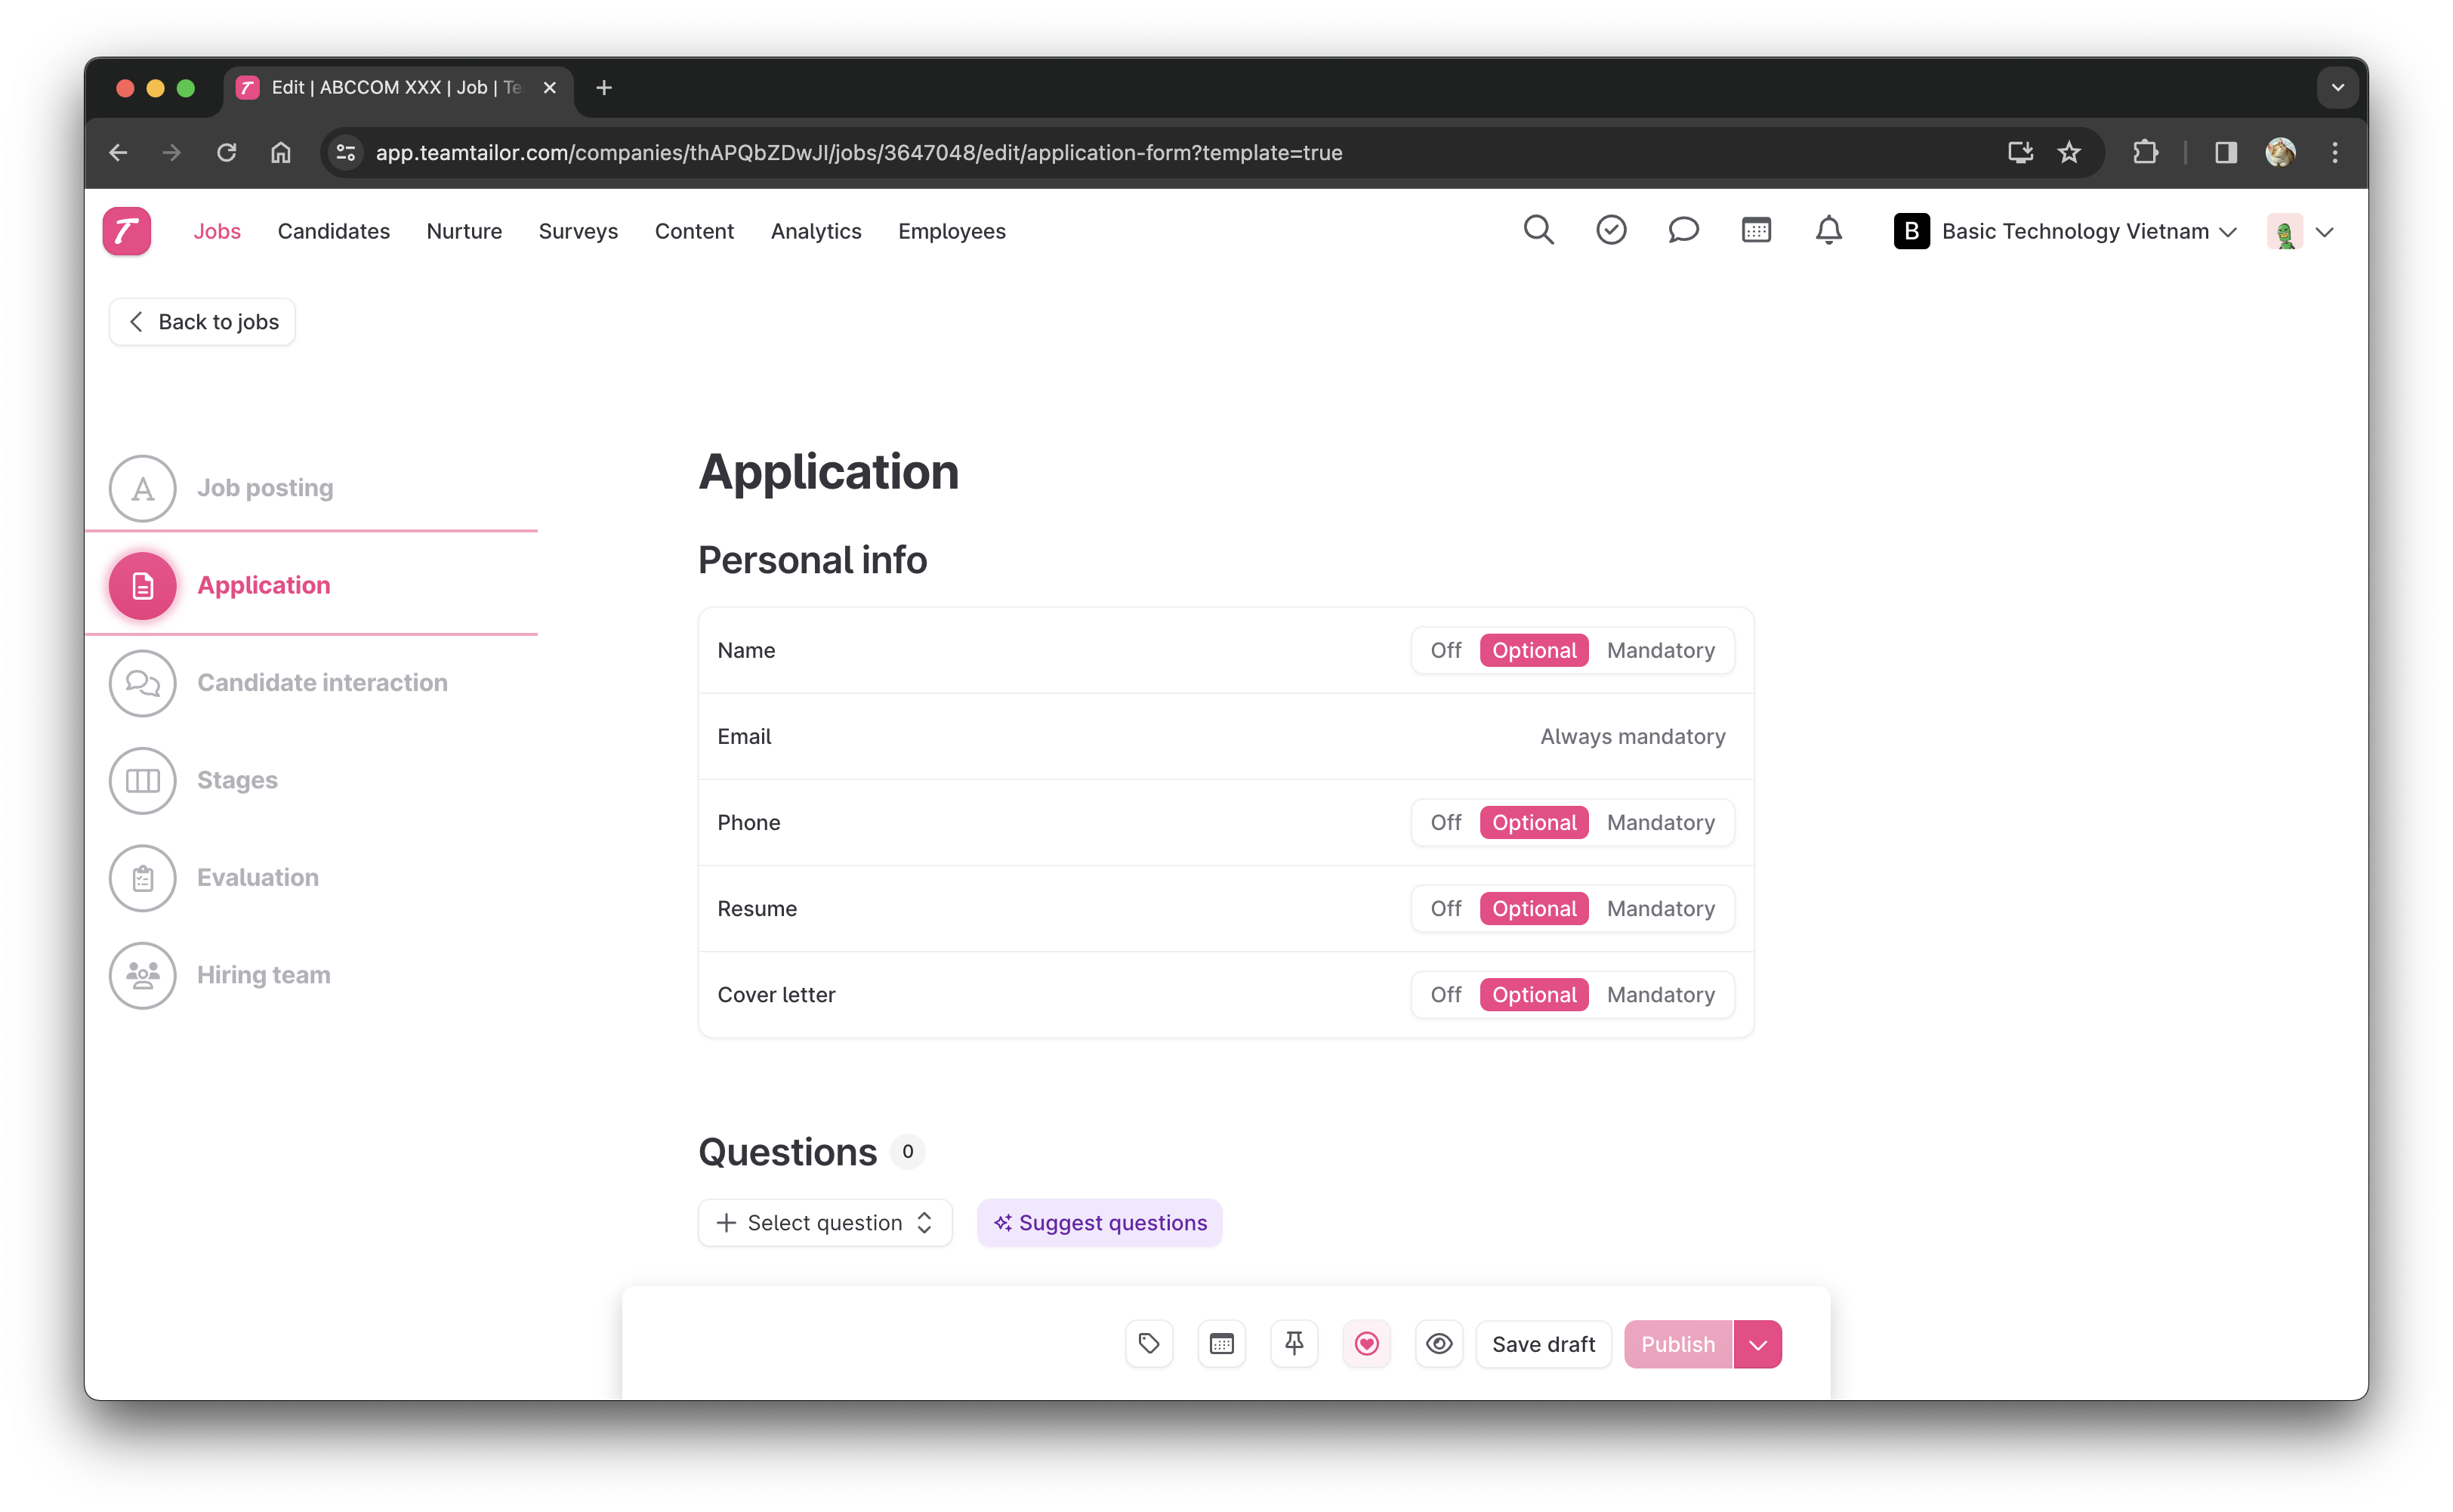 Edit | ABCCOM XXX | Job | Te
app.teamtailor.com/companies/thAPQbZDwJI/jobs/3647048/edit/application-form?template=true
Jobs Candidates Nurture Surveys Content Analytics Employees B Basic Technology Vietnam
Back to jobs
Job posting
Application
Candidate interaction
Stages
Evaluation
Hiring team
Application
Personal info
Name Off Optional Mandatory
Email Always mandatory
Phone Off Optional Mandatory
Resume Off Optional Mandatory
Cover letter Off Optional Mandatory
Questions 0
Select question Suggest questions
Save draft Publish